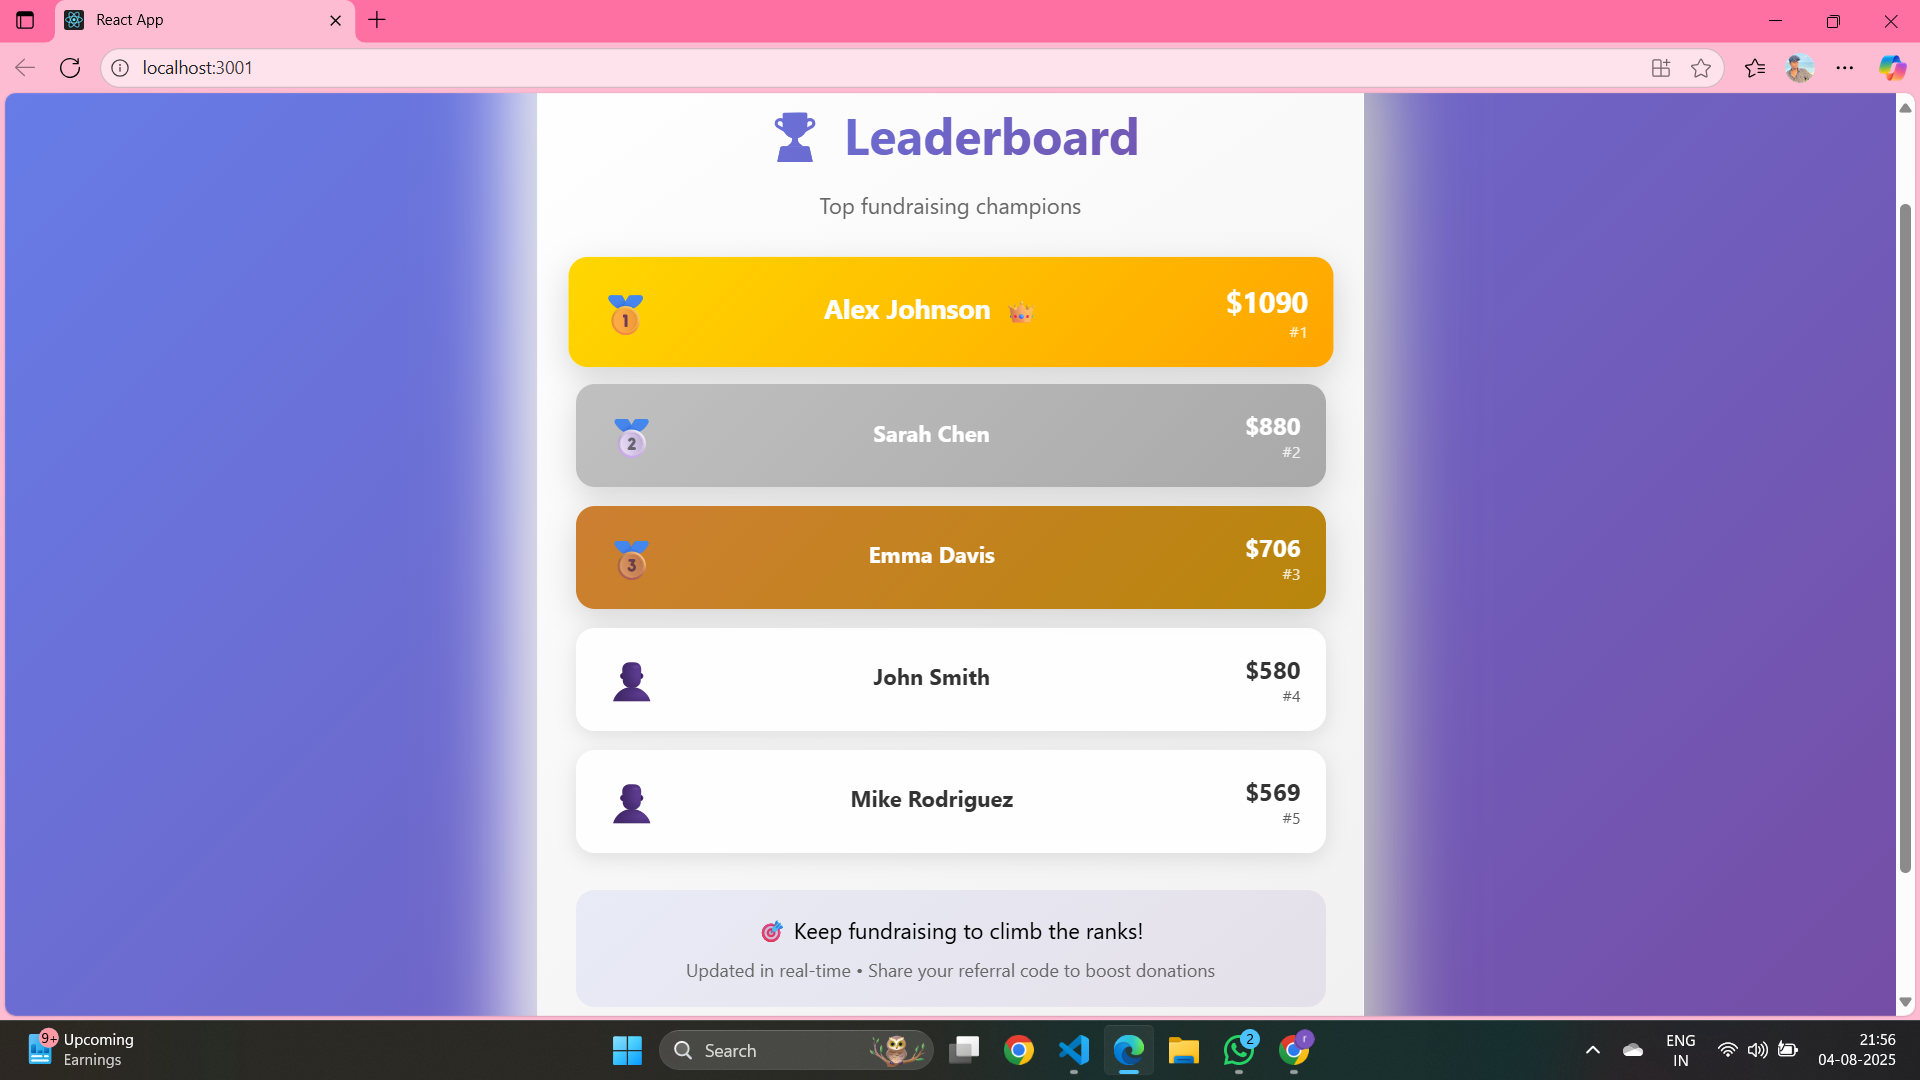 React App
localhost:3001
Leaderboard
Top fundraising champions
1
Alex Johnson
$1090
#1
2
Sarah Chen
$880
#2
3
Emma Davis
$706
#3
John Smith
$580
#4
Mike Rodriguez
$569
#5
Keep fundraising to climb the ranks!
Updated in real-time • Share your referral code to boost donations
9+
Upcoming
Earnings
Search
2
r
ENG
IN
21:56
04-08-2025